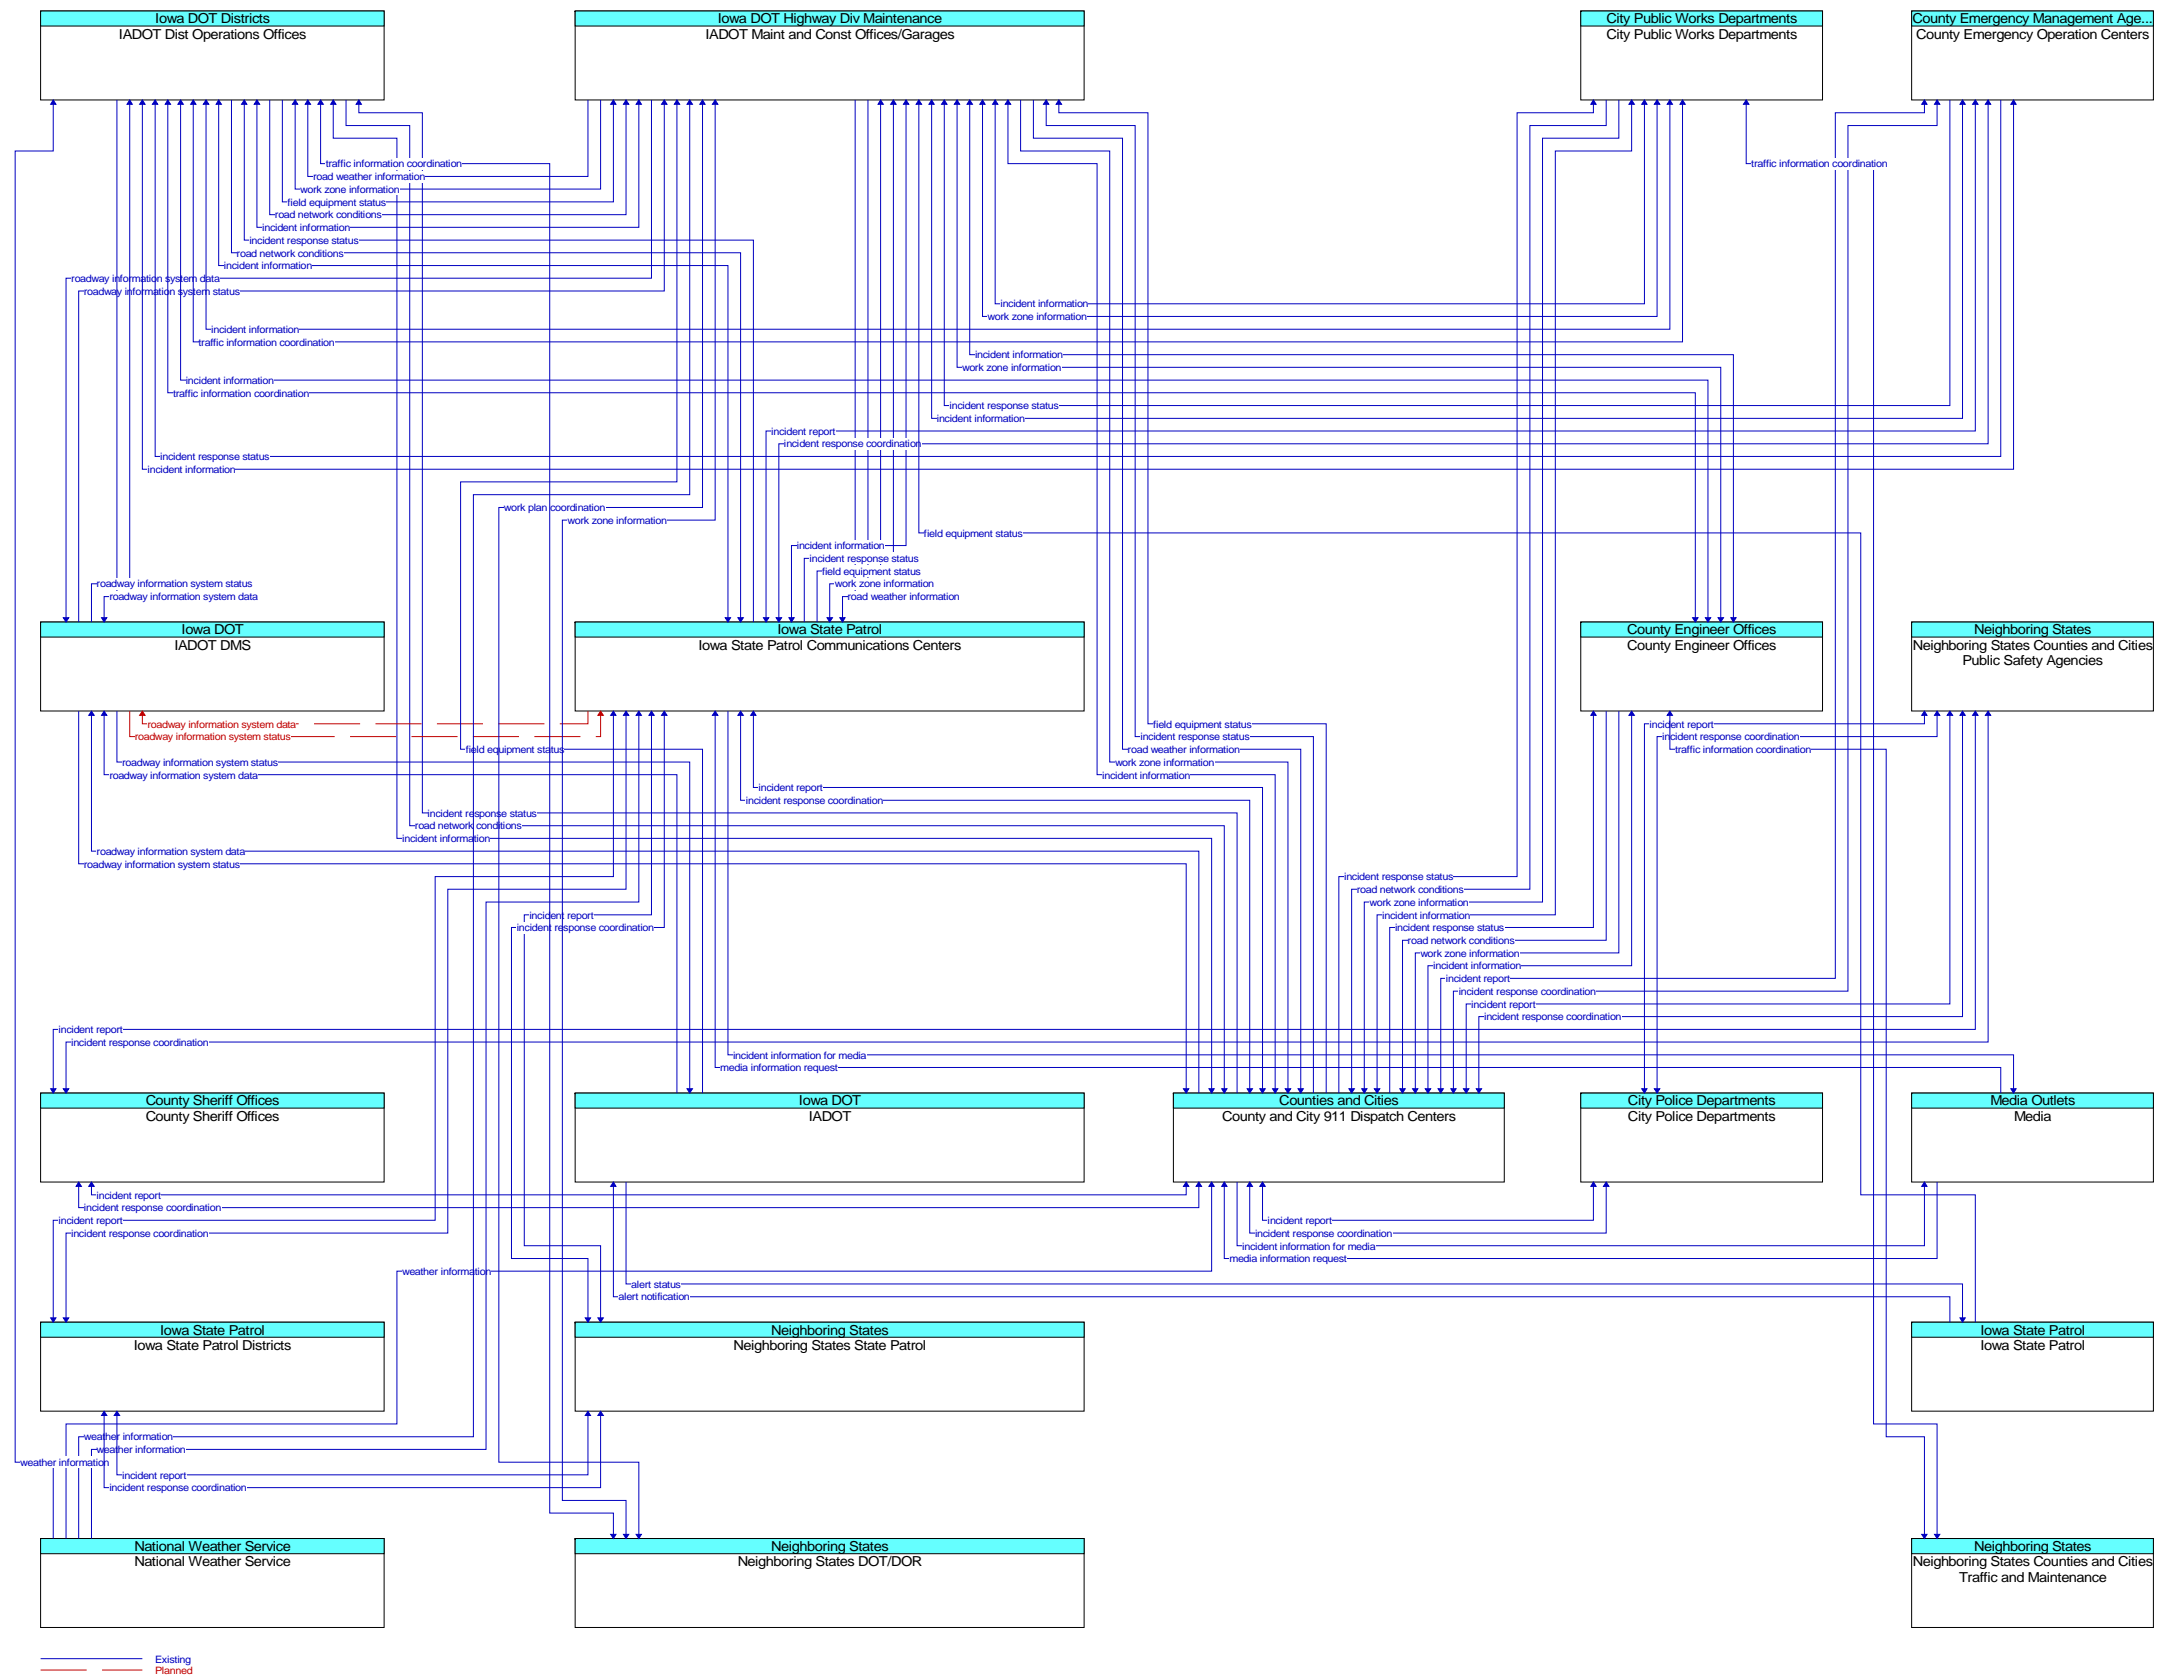 Iowa DOT Districts
IADOT Dist Operations Offices
Iowa DOT Highway Div Maintenance
IADOT Maint and Const Offices/Garages
City Public Works Departments
City Public Works Departments
County Emergency Management Age...
County Emergency Operation Centers
traffic information coordination
traffic information coordination
road weather information
work zone information
field equipment status
road network conditions
incident information
incident response status
road network conditions
incident information
roadway information system data
roadway information system status
incident information
work zone information
incident information
traffic information coordination
incident information
work zone information
incident information
traffic information coordination
incident response status
incident information
incident report
incident response coordination
incident response status
incident information
work plan coordination
work zone information
field equipment status
incident information
incident response status
field equipment status
roadway information system status
work zone information
roadway information system data
road weather information
Iowa DOT
IADOT DMS
Iowa State Patrol
Iowa State Patrol Communications Centers
County Engineer Offices
County Engineer Offices
Neighboring States
Neighboring States Counties and Cities
Public Safety Agencies
roadway information system data
field equipment status
incident report
roadway information system status
incident response status
incident response coordination
field equipment status
road weather information
traffic information coordination
roadway information system status
work zone information
roadway information system data
incident information
incident report
incident response coordination
incident response status
road network conditions
incident information
roadway information system data
roadway information system status
incident response status
road network conditions
work zone information
incident report
incident information
incident response coordination
incident response status
road network conditions
work zone information
incident information
incident report
incident response coordination
incident report
incident response coordination
incident report
incident response coordination
incident information for media
media information request
County Sheriff Offices
County Sheriff Offices
Iowa DOT
IADOT
Counties and Cities
County and City 911 Dispatch Centers
City Police Departments
City Police Departments
Media Outlets
Media
incident report
incident response coordination
incident report
incident report
incident response coordination
incident response coordination
incident information for media
media information request
weather information
alert status
alert notification
Iowa State Patrol
Iowa State Patrol Districts
Neighboring States
Neighboring States State Patrol
Iowa State Patrol
Iowa State Patrol
weather information
weather information
weather information
incident report
incident response coordination
National Weather Service
National Weather Service
Neighboring States
Neighboring States DOT/DOR
Neighboring States
Neighboring States Counties and Cities
Traffic and Maintenance
Existing
Planned